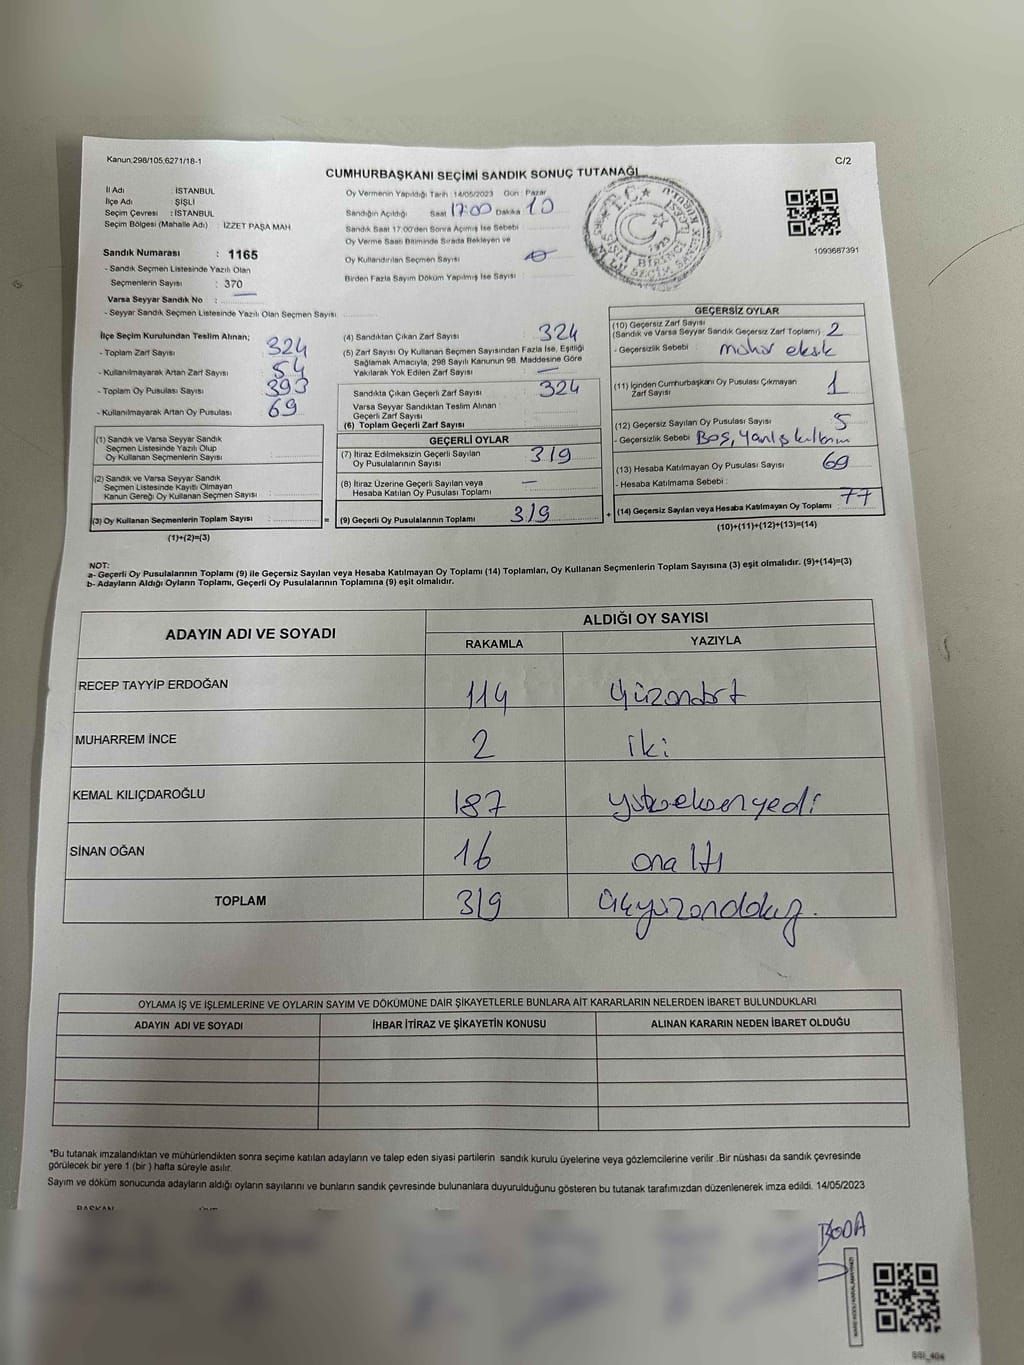 Kanun,298/105,6271/18-1
C/2
CUMHURBAŞKANI SEÇİMİ SANDIK SONUÇ TUTANAĞI
İl Adı : İSTANBUL
İlçe Adı : ŞİŞLİ
Seçim Çevresi : İSTANBUL
Seçim Bölgesi (Mahalle Adı) : İZZET PAŞA MAH
Sandık Numarası : 1165
- Sandık Seçmen Listesinde Yazılı Olan
Seçmenlerin Sayısı : 370
Varsa Seyyar Sandık No :
- Seyyar Sandık Seçmen Listesinde Yazılı Olan Seçmen Sayısı :
Oy Vermenin Yapıldığı Tarih : 14/05/2023 Gün : Pazar
Sandığın Açıldığı Saat 17:00 Dakika 10
Sandık Saat 17:00'den Sonra Açılmış İse Sebebi :
Oy Verme Saati Bitiminde Sırada Bekleyen ve
Oy Kullandırılan Seçmen Sayısı
Birden Fazla Sayım Döküm Yapılmış İse Sayısı :
T.C.
1093687391
İlçe Seçim Kurulundan Teslim Alınan;
- Toplam Zarf Sayısı : 324
- Kullanılmayarak Artan Zarf Sayısı : 54
- Toplam Oy Pusulası Sayısı : 393
- Kullanılmayarak Artan Oy Pusulası : 69
(1) Sandık ve Varsa Seyyar Sandık
Seçmen Listesinde Yazılı Olup
Oy Kullanan Seçmenlerin Sayısı :
(2) Sandık ve Varsa Seyyar Sandık
Seçmen Listesinde Kayıtlı Olmayan
Kanun Gereği Oy Kullanan Seçmen Sayısı :
(3) Oy Kullanan Seçmenlerin Toplam Sayısı :
(1)+(2)=(3)
(4) Sandıktan Çıkan Zarf Sayısı : 324
(5) Zarf Sayısı Oy Kullanan Seçmen Sayısından Fazla İse, Eşitliği
Sağlamak Amacıyla, 298 Sayılı Kanunun 98. Maddesine Göre
Yakılarak Yok Edilen Zarf Sayısı : —
Sandıkta Çıkan Geçerli Zarf Sayısı : 324
Varsa Seyyar Sandıktan Teslim Alınan
Geçerli Zarf Sayısı :
(6) Toplam Geçerli Zarf Sayısı :
GEÇERLİ OYLAR
(7) İtiraz Edilmeksizin Geçerli Sayılan
Oy Pusulalarının Sayısı : 319
(8) İtiraz Üzerine Geçerli Sayılan veya
Hesaba Katılan Oy Pusulası Toplamı : —
= (9) Geçerli Oy Pusulalarının Toplamı : 319
GEÇERSİZ OYLAR
(10) Geçersiz Zarf Sayısı
(Sandık ve Varsa Seyyar Sandık Geçersiz Zarf Toplamı) : 2
- Geçersizlik Sebebi : mühür eksik
(11) İçinden Cumhurbaşkanı Oy Pusulası Çıkmayan
Zarf Sayısı : 1
(12) Geçersiz Sayılan Oy Pusulası Sayısı : 5
- Geçersizlik Sebebi : Boş, yanlış kullanım
(13) Hesaba Katılmayan Oy Pusulası Sayısı : 69
- Hesaba Katılmama Sebebi :
+ (14) Geçersiz Sayılan veya Hesaba Katılmayan Oy Toplamı : 77
(10)+(11)+(12)+(13)=(14)
NOT:
a- Geçerli Oy Pusulalarının Toplamı (9) ile Geçersiz Sayılan veya Hesaba Katılmayan Oy Toplamı (14) Toplamları, Oy Kullanan Seçmenlerin Toplam Sayısına (3) eşit olmalıdır. (9)+(14)=(3)
b- Adayların Aldığı Oyların Toplamı, Geçerli Oy Pusulalarının Toplamına (9) eşit olmalıdır.
ADAYIN ADI VE SOYADI
ALDIĞI OY SAYISI
RAKAMLA YAZIYLA
RECEP TAYYİP ERDOĞAN 114 yüzondört
MUHARREM İNCE 2 iki
KEMAL KILIÇDAROĞLU 187 yükseksenyedi
SİNAN OĞAN 16 onaltı
TOPLAM 319 üçyüzondokuz.
OYLAMA İŞ VE İŞLEMLERİNE VE OYLARIN SAYIM VE DÖKÜMÜNE DAİR ŞİKAYETLERLE BUNLARA AİT KARARLARIN NELERDEN İBARET BULUNDUKLARI
ADAYIN ADI VE SOYADI İHBAR İTİRAZ VE ŞİKAYETİN KONUSU ALINAN KARARIN NEDEN İBARET OLDUĞU
*Bu tutanak imzalandıktan ve mühürlendikten sonra seçime katılan adayların ve talep eden siyasi partilerin sandık kurulu üyelerine veya gözlemcilerine verilir .Bir nüshası da sandık çevresinde
görülecek bir yere 1 (bir ) hafta süreyle asılır.
Sayım ve döküm sonucunda adayların aldığı oyların sayılarını ve bunların sandık çevresinde bulunanlara duyurulduğunu gösteren bu tutanak tarafımızdan düzenlenerek imza edildi. 14/05/2023
BAŞKAN ÜYE